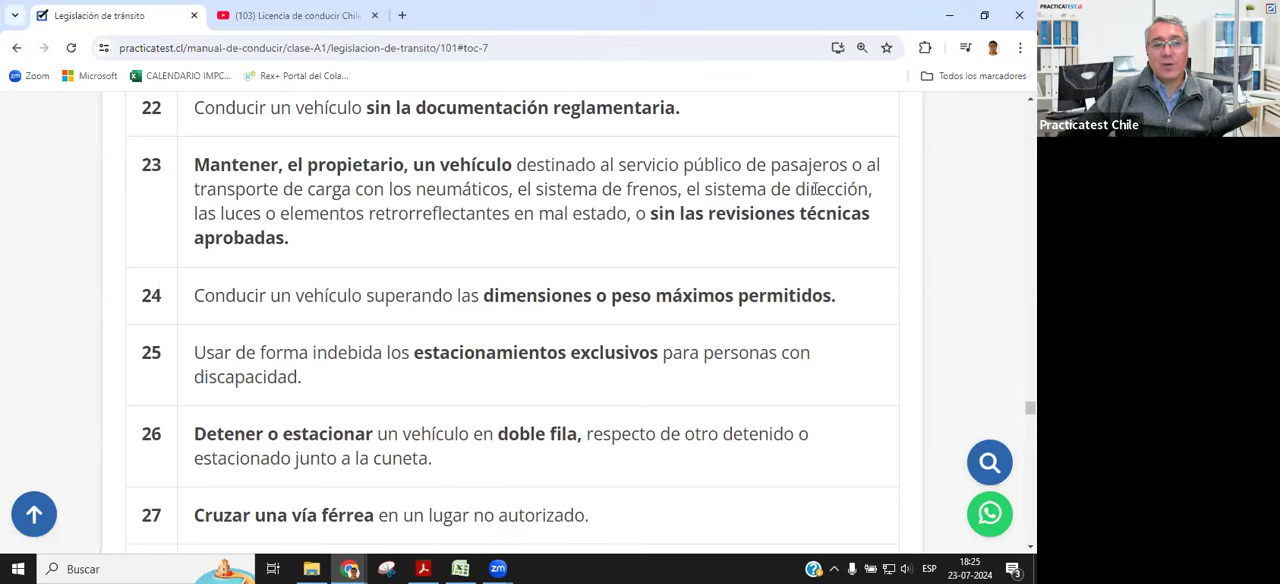 Legislación de tránsito
(103) Licencia de conducir
practicatest.cl/manual-de-conducir/clase-A1/legislacion-de-transito/101#toc-7
Zoom
Microsoft
CALENDARIO IMPC...
Rex+ Portal del Cola...
Todos los marcadores
22 Conducir un vehículo sin la documentación reglamentaria.
23 Mantener, el propietario, un vehículo destinado al servicio público de pasajeros o al
transporte de carga con los neumáticos, el sistema de frenos, el sistema de dirección,
las luces o elementos retrorreflectantes en mal estado, o sin las revisiones técnicas
aprobadas.
24 Conducir un vehículo superando las dimensiones o peso máximos permitidos.
25 Usar de forma indebida los estacionamientos exclusivos para personas con
discapacidad.
26 Detener o estacionar un vehículo en doble fila, respecto de otro detenido o
estacionado junto a la cuneta.
27 Cruzar una vía férrea en un lugar no autorizado.
PRACTICATEST.cl
Practicatest Chile
Buscar
zm
ESP
18:25
23-07-2024
3